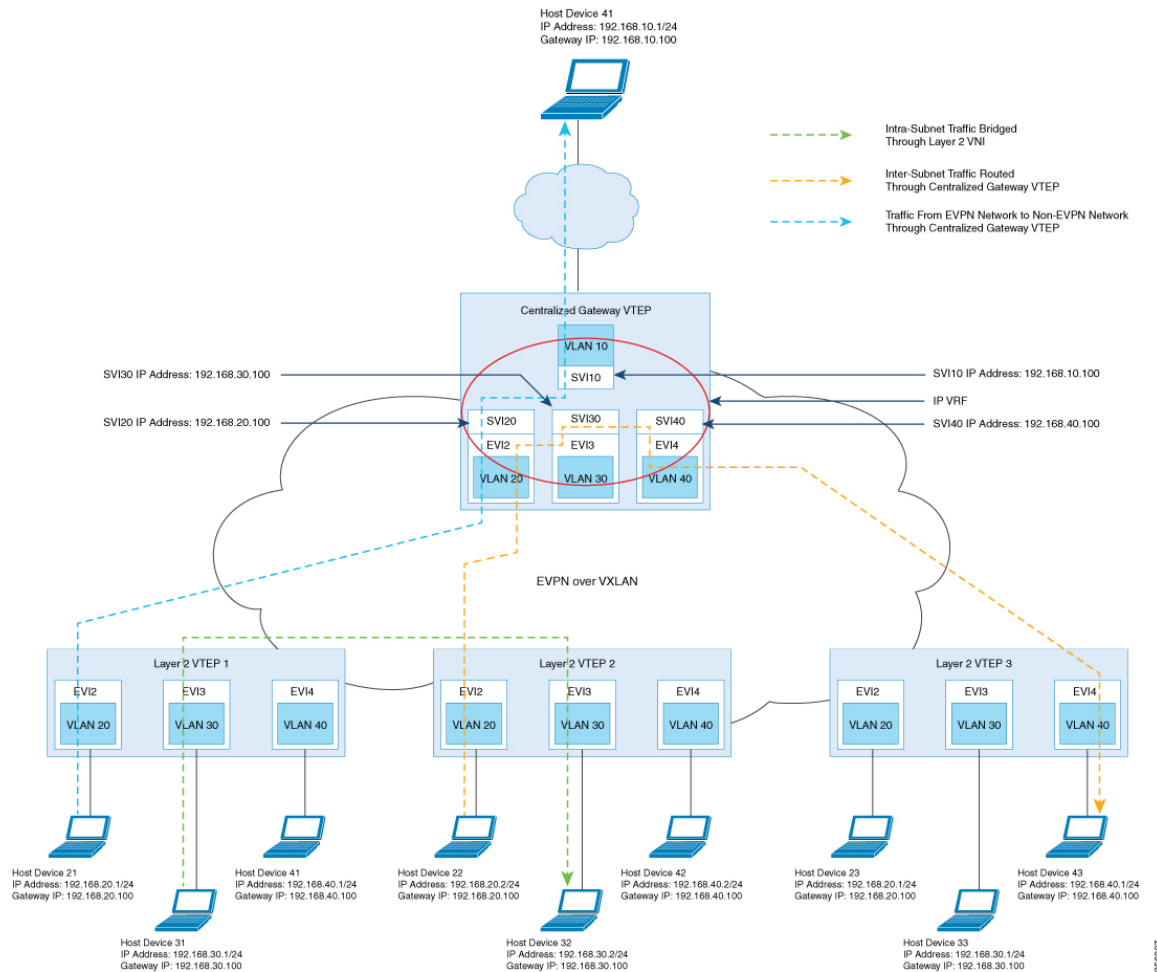 Host Device 41
IP Address: 192.168.10.1/24
Gateway IP: 192.168.10.100
Intra-Subnet Traffic Bridged
Through Layer 2 VNI
Inter-Subnet Traffic Routed
Through Centralized Gateway VTEP
Traffic From EVPN Network to Non-EVPN Network
Through Centralized Gateway VTEP
Centralized Gateway VTEP
VLAN 10
SVI10
SVI30 IP Address: 192.168.30.100
SVI10 IP Address: 192.168.10.100
IP VRF
SVI20 IP Address: 192.168.20.100
SVI40 IP Address: 192.168.40.100
SVI20
SVI30
SVI40
EVI2
EVI3
EVI4
VLAN 20
VLAN 30
VLAN 40
EVPN over VXLAN
Layer 2 VTEP 1
EVI2
EVI3
EVI4
VLAN 20
VLAN 30
VLAN 40
Layer 2 VTEP 2
EVI2
EVI3
EVI4
VLAN 20
VLAN 30
VLAN 40
Layer 2 VTEP 3
EVI2
EVI3
EVI4
VLAN 20
VLAN 30
VLAN 40
Host Device 21
IP Address: 192.168.20.1/24
Gateway IP: 192.168.20.100
Host Device 41
IP Address: 192.168.40.1/24
Gateway IP: 192.168.40.100
Host Device 22
IP Address: 192.168.20.2/24
Gateway IP: 192.168.20.100
Host Device 42
IP Address: 192.168.40.2/24
Gateway IP: 192.168.40.100
Host Device 23
IP Address: 192.168.20.1/24
Gateway IP: 192.168.20.100
Host Device 43
IP Address: 192.168.40.1/24
Gateway IP: 192.168.40.100
Host Device 31
IP Address: 192.168.30.1/24
Gateway IP: 192.168.30.100
Host Device 32
IP Address: 192.168.30.2/24
Gateway IP: 192.168.30.100
Host Device 33
IP Address: 192.168.30.1/24
Gateway IP: 192.168.30.100